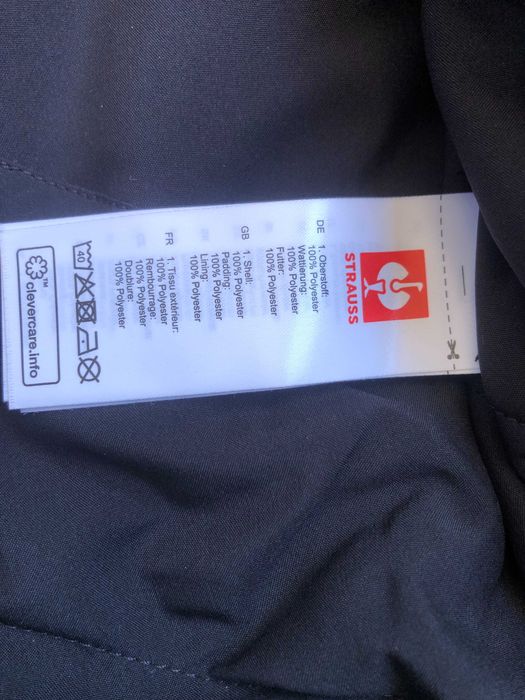 STRAUSS
DE 1. Oberstoff:
100% Polyester
Wattierung:
100% Polyester
Futter:
100% Polyester
GB 1. Shell:
100% Polyester
Padding:
100% Polyester
Lining:
100% Polyester
FR 1. Tissu extérieur:
100% Polyester
Rembourrage:
100% Polyester
Doublure:
100% Polyester
40
™
clevercare.info